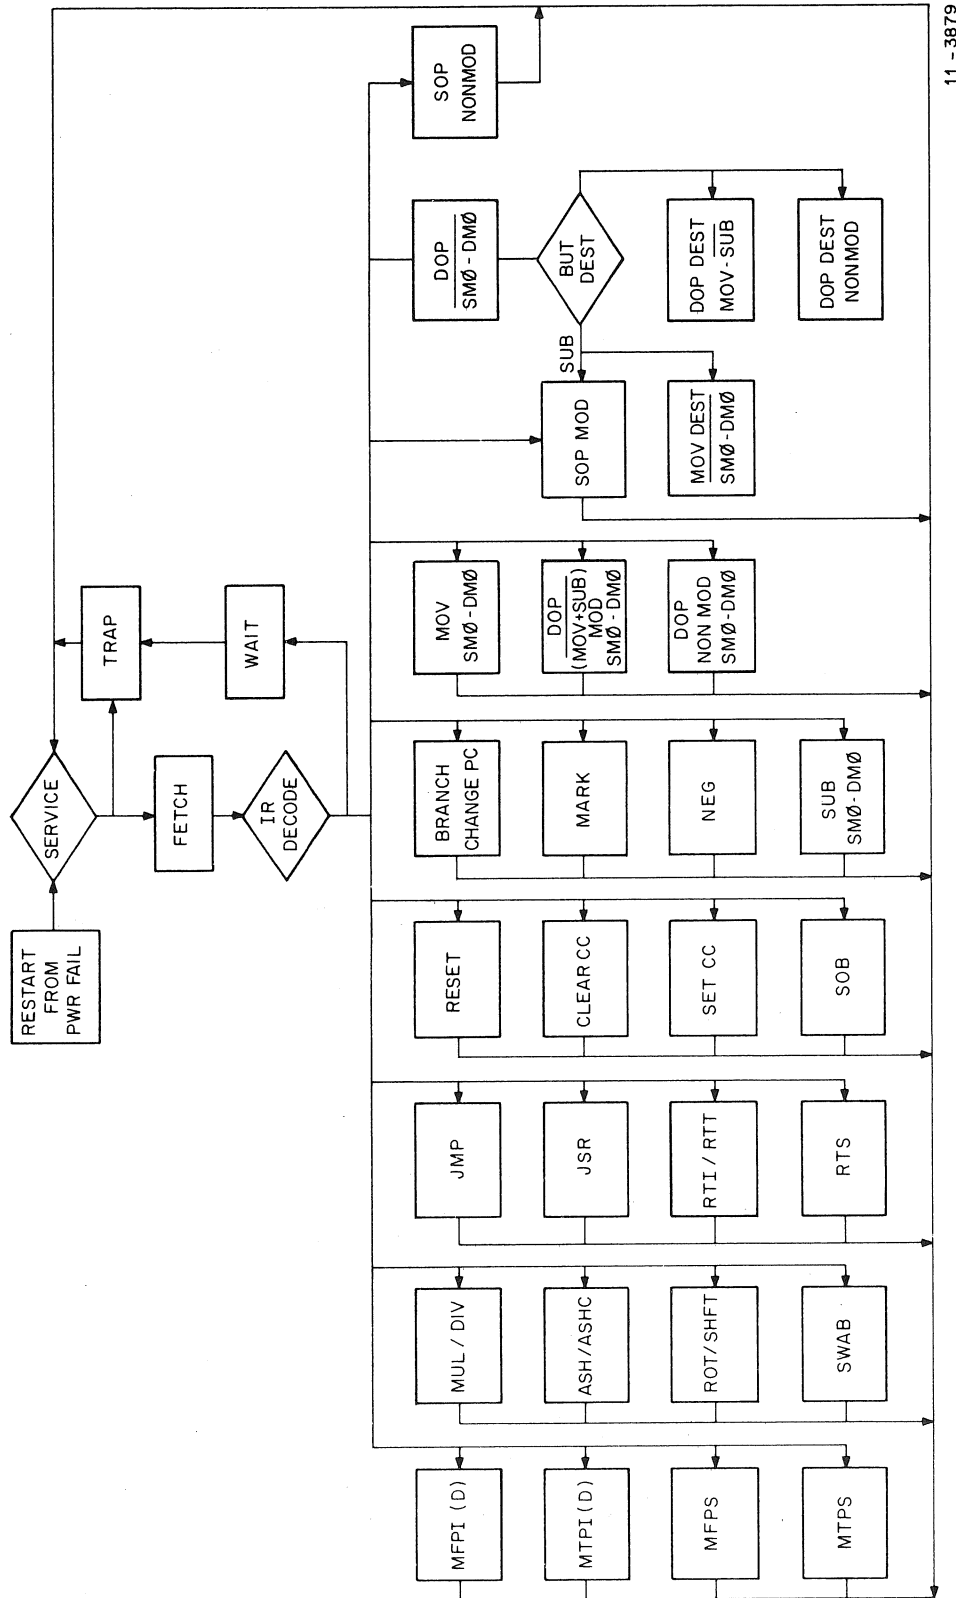 RESTART
FROM
PWR FAIL
SERVICE
TRAP
FETCH
WAIT
IR
DECODE
MFPI (D)
MTPI (D)
MFPS
MTPS
MUL / DIV
ASH/ASHC
ROT/SHFT
SWAB
JMP
JSR
RTI / RTT
RTS
RESET
CLEAR CC
SET CC
SOB
BRANCH
CHANGE PC
MARK
NEG
SUB
SMØ-DMØ
MOV
SMØ-DMØ
DOP
(MOV+SUB)
MOD
SMØ-DMØ
DOP
NON MOD
SMØ-DMØ
SOP MOD
MOV DEST
SMØ-DMØ
SUB
DOP
SMØ-DMØ
BUT
DEST
DOP DEST
MOV-SUB
DOP DEST
NONMOD
SOP
NONMOD
11-3879